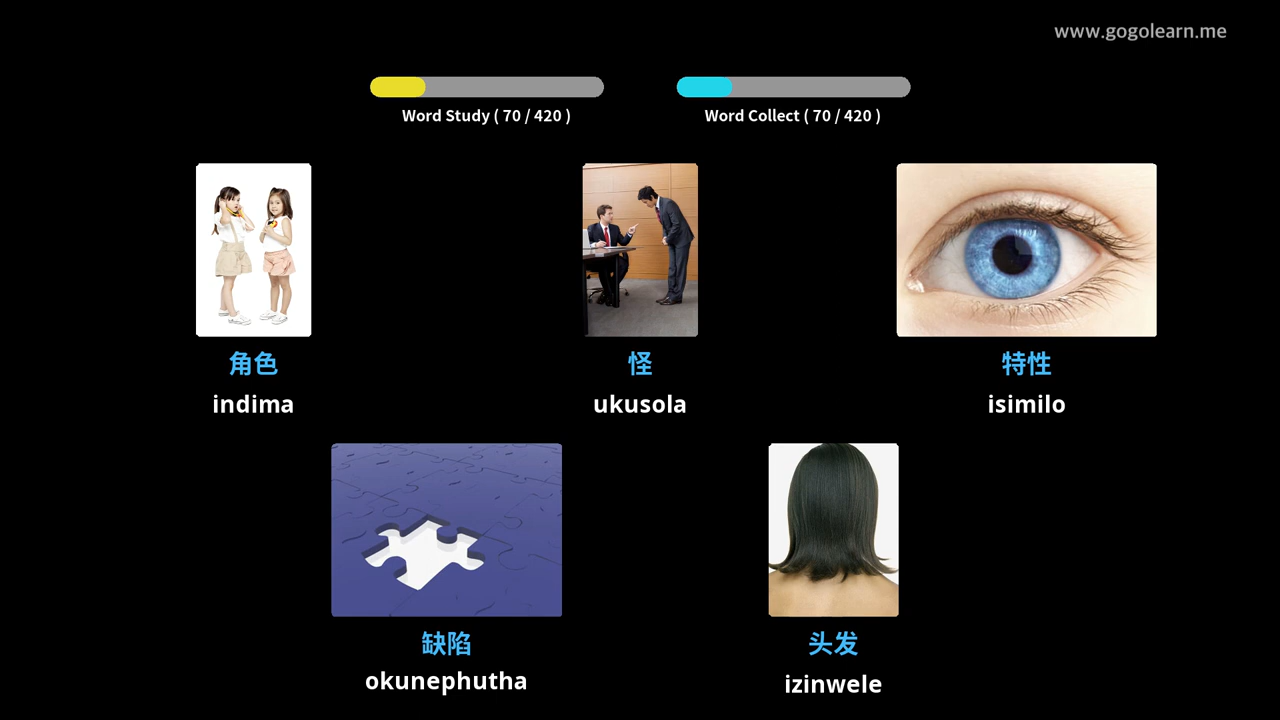 www.gogolearn.me
Word Study ( 70 / 420 )
Word Collect ( 70 / 420 )
角色
怪
特性
indima
ukusola
isimilo
缺陷
头发
okunephutha
izinwele